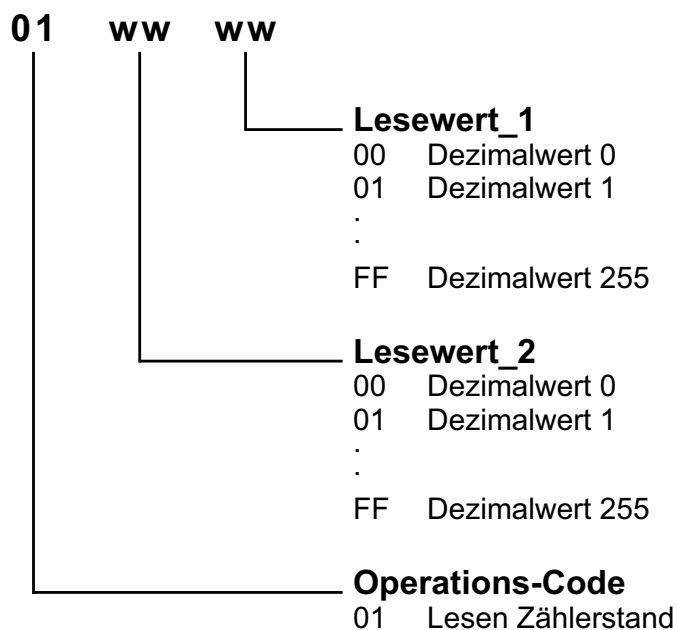 01 ww ww
Lesewert_1
00 Dezimalwert 0
01 Dezimalwert 1
.
.
FF Dezimalwert 255
Lesewert_2
00 Dezimalwert 0
01 Dezimalwert 1
.
.
FF Dezimalwert 255
Operations-Code
01 Lesen Zählerstand